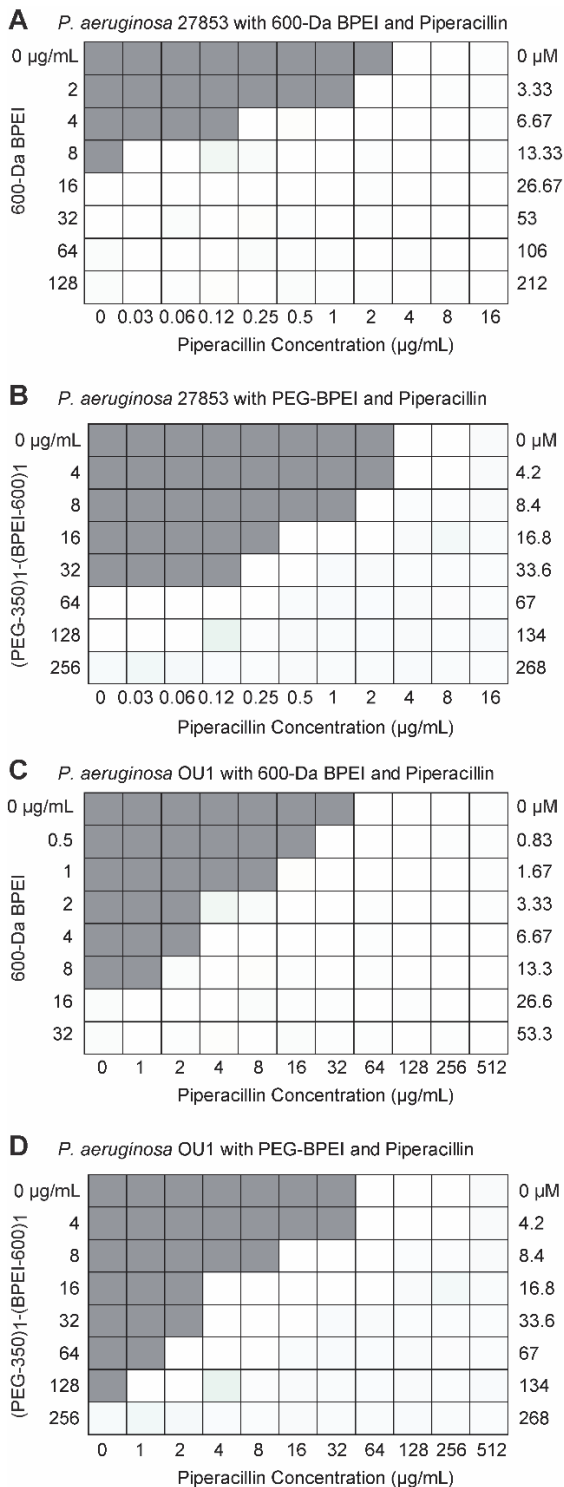 A P. aeruginosa 27853 with 600-Da BPEI and Piperacillin
600-Da BPEI
0 µg/mL 0 µM
2 3.33
4 6.67
8 13.33
16 26.67
32 53
64 106
128 212
0 0.03 0.06 0.12 0.25 0.5 1 2 4 8 16
Piperacillin Concentration (µg/mL)
B P. aeruginosa 27853 with PEG-BPEI and Piperacillin
(PEG-350)1-(BPEI-600)1
0 µg/mL 0 µM
4 4.2
8 8.4
16 16.8
32 33.6
64 67
128 134
256 268
0 0.03 0.06 0.12 0.25 0.5 1 2 4 8 16
Piperacillin Concentration (µg/mL)
C P. aeruginosa OU1 with 600-Da BPEI and Piperacillin
600-Da BPEI
0 µg/mL 0 µM
0.5 0.83
1 1.67
2 3.33
4 6.67
8 13.3
16 26.6
32 53.3
0 1 2 4 8 16 32 64 128 256 512
Piperacillin Concentration (µg/mL)
D P. aeruginosa OU1 with PEG-BPEI and Piperacillin
(PEG-350)1-(BPEI-600)1
0 µg/mL 0 µM
4 4.2
8 8.4
16 16.8
32 33.6
64 67
128 134
256 268
0 1 2 4 8 16 32 64 128 256 512
Piperacillin Concentration (µg/mL)